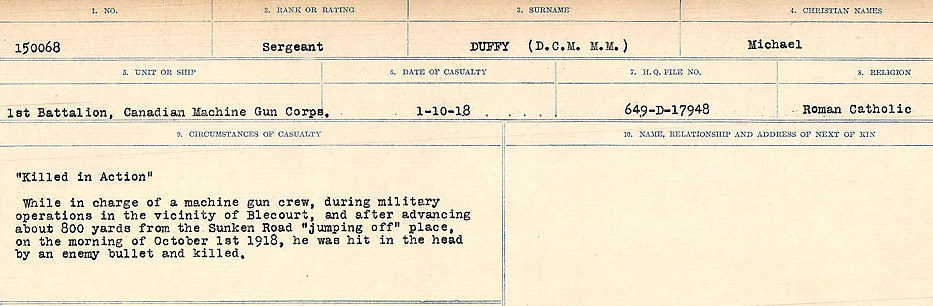 1. NO. 2. RANK OR RATING 3. SURNAME 4. CHRISTIAN NAMES
150068 Sergeant DUFFY (D.C.M. M.M.) Michael
5. UNIT OR SHIP 6. DATE OF CASUALTY 7. H.Q. FILE NO. 8. RELIGION
1st Battalion, Canadian Machine Gun Corps. 1-10-18 . . . . 649-D-17948 Roman Catholic
9. CIRCUMSTANCES OF CASUALTY 10. NAME, RELATIONSHIP AND ADDRESS OF NEXT OF KIN
"Killed in Action"
While in charge of a machine gun crew, during military
operations in the vicinity of Blecourt, and after advancing
about 800 yards from the Sunken Road "jumping off" place,
on the morning of October 1st 1918, he was hit in the head
by an enemy bullet and killed.